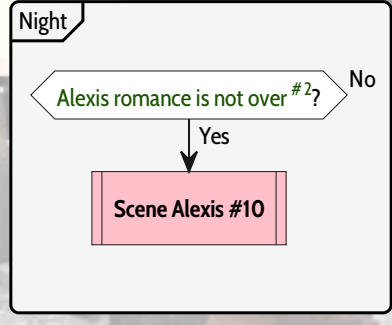 Night
Alexis romance is not over #2?
No
Yes
Scene Alexis #10